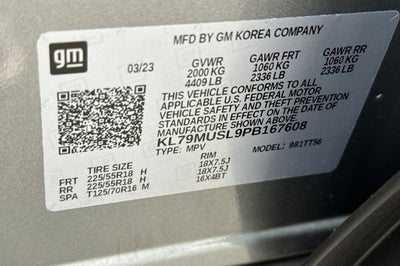 gm
MFD BY GM KOREA COMPANY
03/23 GVWR GAWR FRT GAWR RR
2000 KG 1060 KG 1060 KG
4409 LB 2336 LB 2336 LB
THIS VEHICLE CONFORMS TO ALL
APPLICABLE U.S. FEDERAL MOTOR
VEHICLE SAFETY AND THEFT PREVENTION
STANDARDS IN EFFECT ON THE DATE OF
MANUFACTURE SHOWN ABOVE.
KL79MUSL9PB167608
TYPE: MPV MODEL: 981TT56
TIRE SIZE RIM
FRT 225/55R18 H 18X7.5J
RR 225/55R18 H 18X7.5J
SPA T125/70R16 M 16X4BT